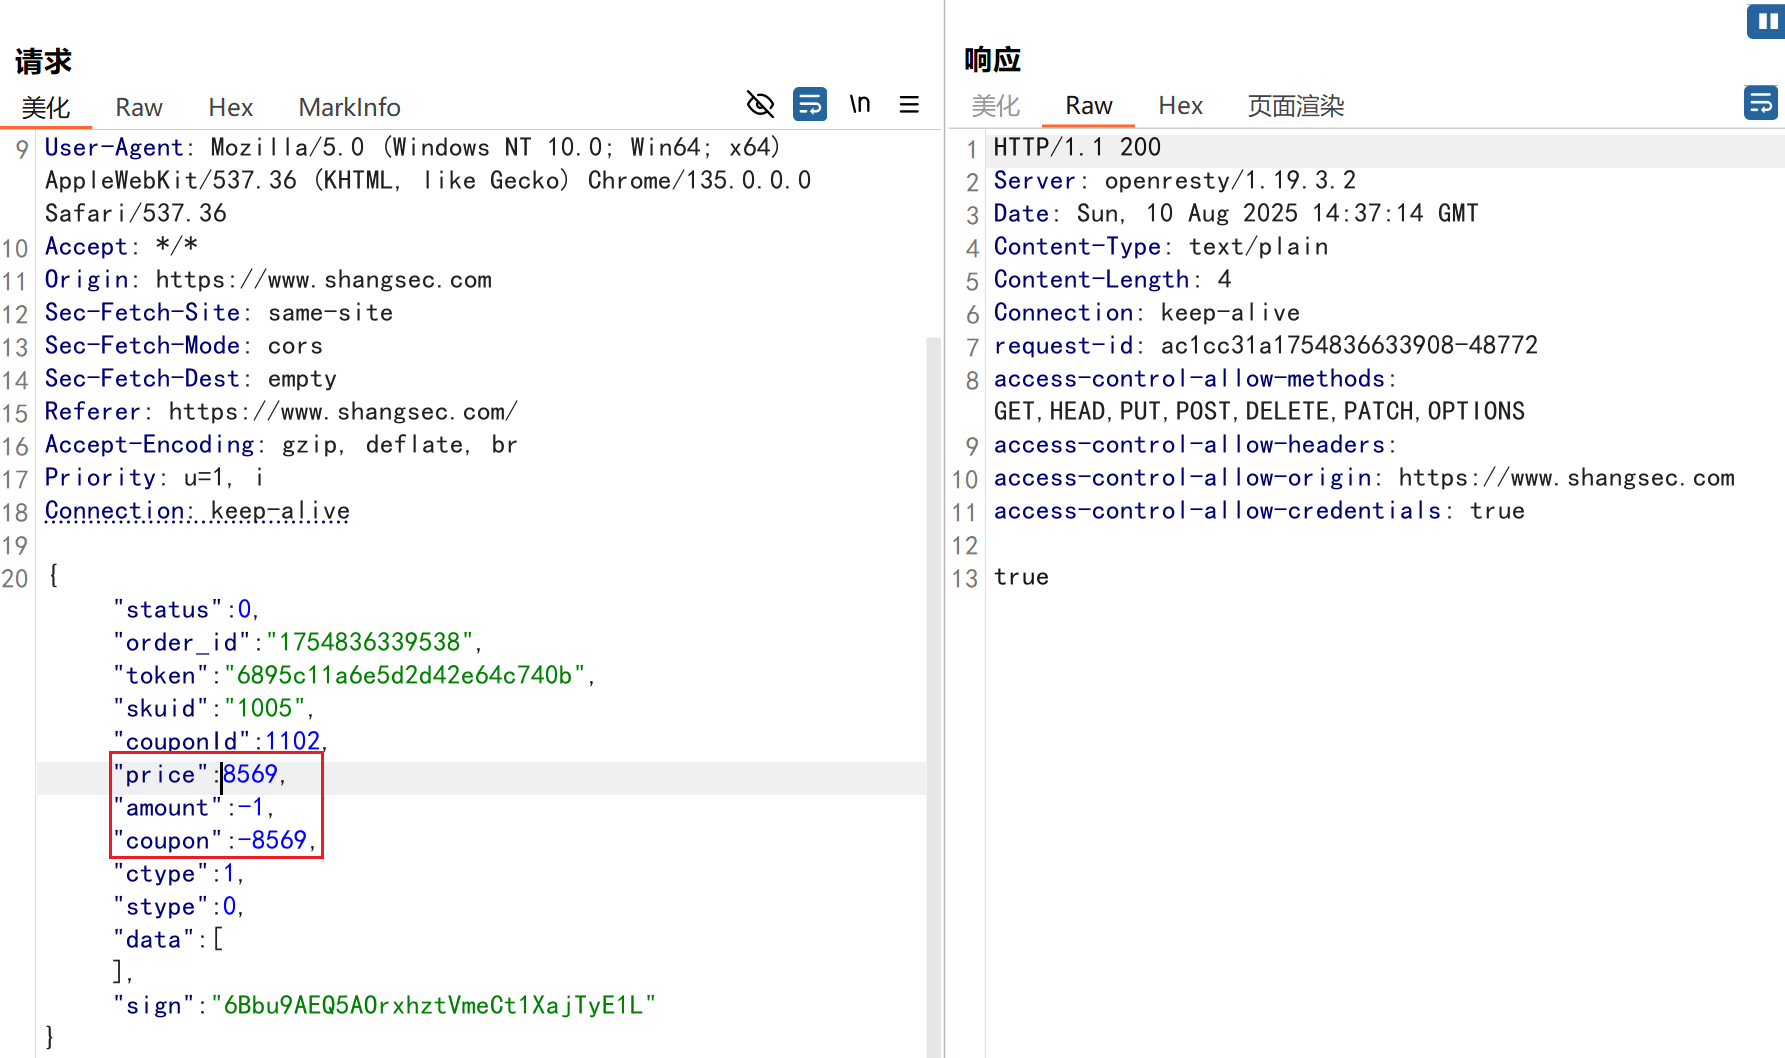 请求
美化 Raw Hex MarkInfo \n
9 User-Agent: Mozilla/5.0 (Windows NT 10.0; Win64; x64)
AppleWebKit/537.36 (KHTML, like Gecko) Chrome/135.0.0.0
Safari/537.36
10 Accept: */*
11 Origin: https://www.shangsec.com
12 Sec-Fetch-Site: same-site
13 Sec-Fetch-Mode: cors
14 Sec-Fetch-Dest: empty
15 Referer: https://www.shangsec.com/
16 Accept-Encoding: gzip, deflate, br
17 Priority: u=1, i
18 Connection: keep-alive
19
20 {
"status":0,
"order_id":"1754836339538",
"token":"6895c11a6e5d2d42e64c740b",
"skuid":"1005",
"couponId":1102,
"price":8569,
"amount":-1,
"coupon":-8569,
"ctype":1,
"stype":0,
"data":[
],
"sign":"6Bbu9AEQ5AOrxhztVmeCt1XajTyE1L"
}
响应
美化 Raw Hex 页面渲染
1 HTTP/1.1 200
2 Server: openresty/1.19.3.2
3 Date: Sun, 10 Aug 2025 14:37:14 GMT
4 Content-Type: text/plain
5 Content-Length: 4
6 Connection: keep-alive
7 request-id: ac1cc31a1754836633908-48772
8 access-control-allow-methods:
GET,HEAD,PUT,POST,DELETE,PATCH,OPTIONS
9 access-control-allow-headers:
10 access-control-allow-origin: https://www.shangsec.com
11 access-control-allow-credentials: true
12
13 true